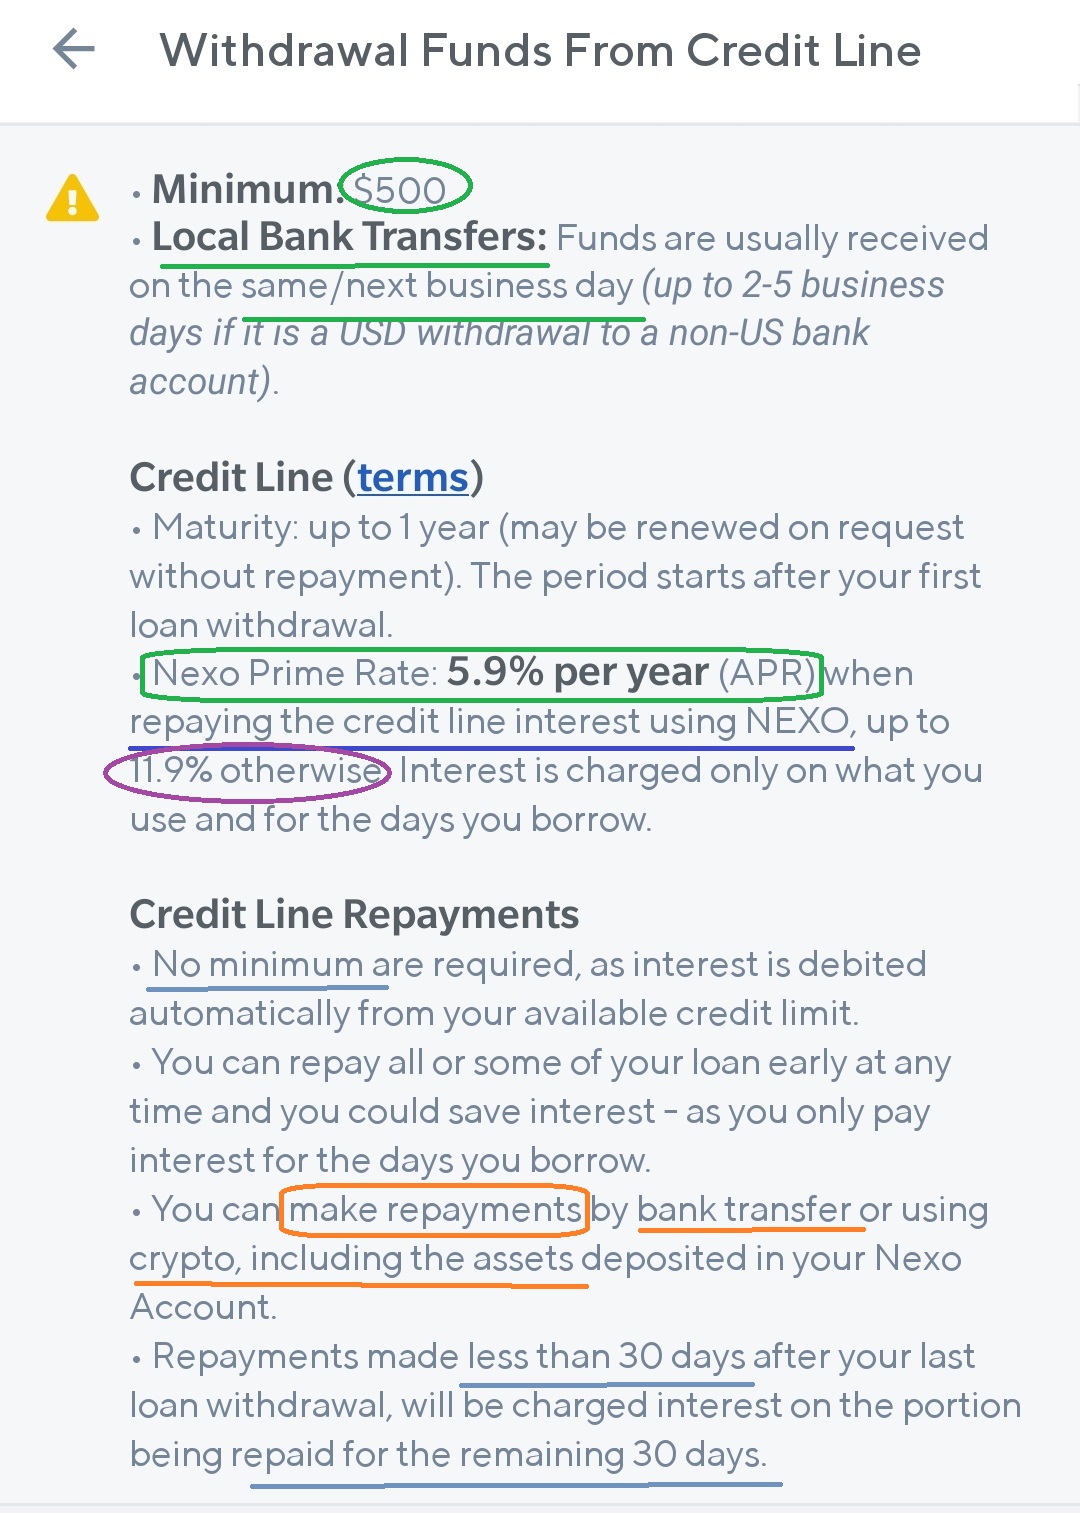 Withdrawal Funds From Credit Line
• Minimum: $500
• Local Bank Transfers: Funds are usually received
on the same/next business day (up to 2-5 business
days if it is a USD withdrawal to a non-US bank
account).
Credit Line (terms)
• Maturity: up to 1 year (may be renewed on request
without repayment). The period starts after your first
loan withdrawal.
• Nexo Prime Rate: 5.9% per year (APR) when
repaying the credit line interest using NEXO, up to
11.9% otherwise. Interest is charged only on what you
use and for the days you borrow.
Credit Line Repayments
• No minimum are required, as interest is debited
automatically from your available credit limit.
• You can repay all or some of your loan early at any
time and you could save interest - as you only pay
interest for the days you borrow.
• You can make repayments by bank transfer or using
crypto, including the assets deposited in your Nexo
Account.
• Repayments made less than 30 days after your last
loan withdrawal, will be charged interest on the portion
being repaid for the remaining 30 days.